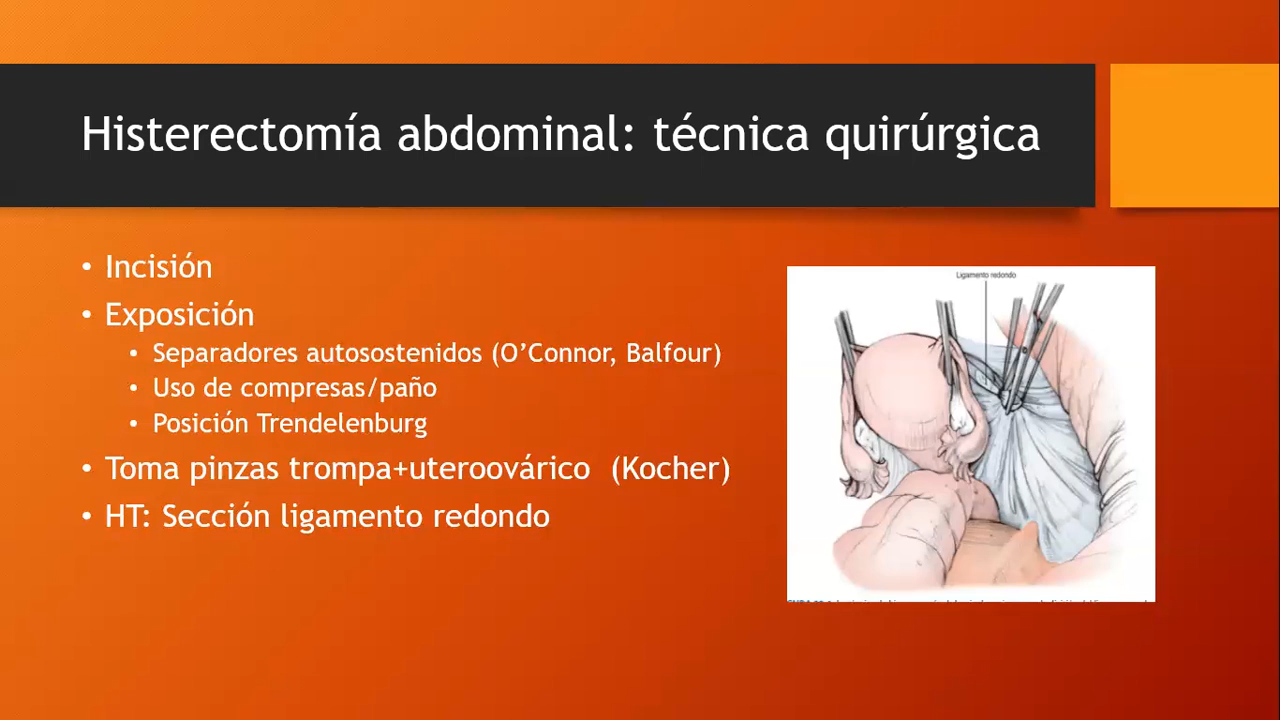 Histerectomía abdominal: técnica quirúrgica
• Incisión
• Exposición
• Separadores autosostenidos (O’Connor, Balfour)
• Uso de compresas/paño
• Posición Trendelenburg
• Toma pinzas trompa+uteroovárico (Kocher)
• HT: Sección ligamento redondo
Ligamento redondo